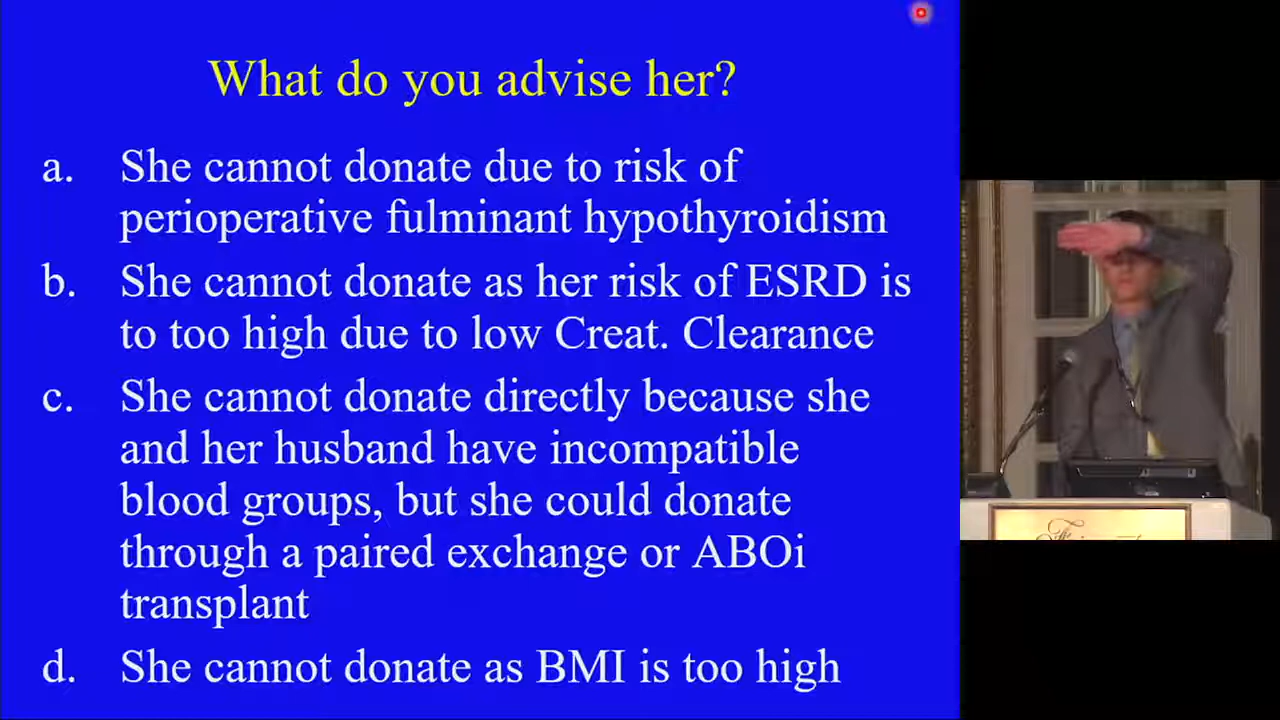 What do you advise her?
a. She cannot donate due to risk of
perioperative fulminant hypothyroidism
b. She cannot donate as her risk of ESRD is
to too high due to low Creat. Clearance
c. She cannot donate directly because she
and her husband have incompatible
blood groups, but she could donate
through a paired exchange or ABOi
transplant
d. She cannot donate as BMI is too high